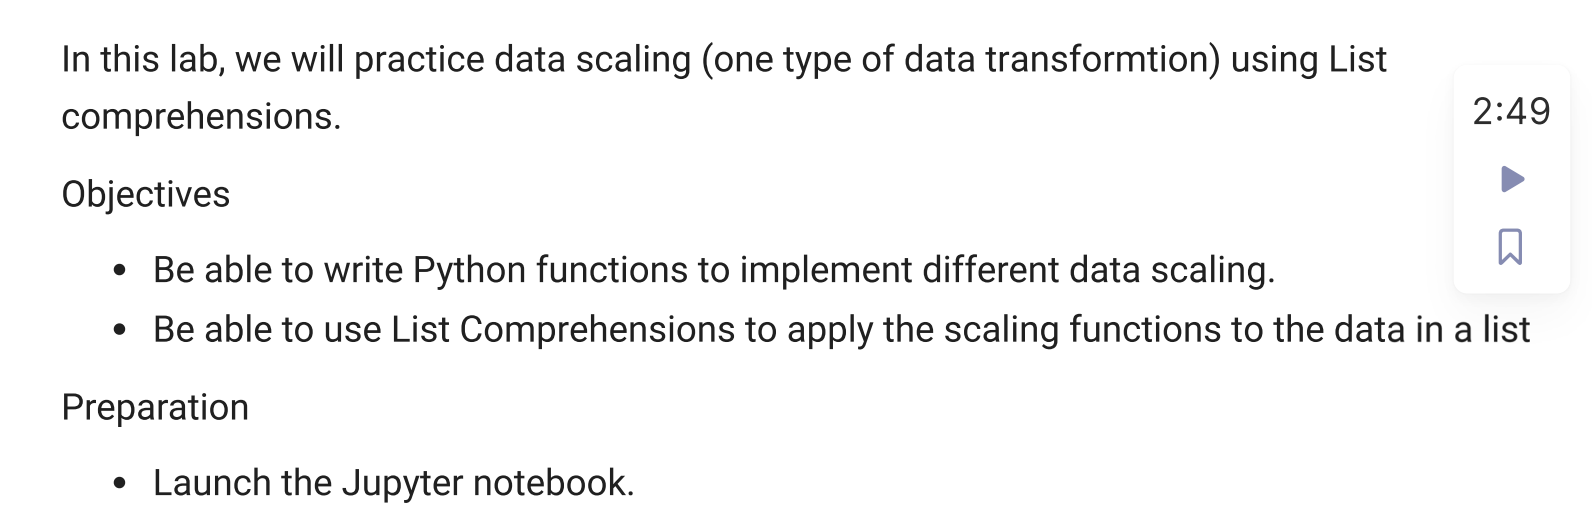 In this lab, we will practice data scaling (one type of data transformtion) using List
comprehensions.
2:49
Objectives
• Be able to write Python functions to implement different data scaling.
• Be able to use List Comprehensions to apply the scaling functions to the data in a list
Preparation
• Launch the Jupyter notebook.